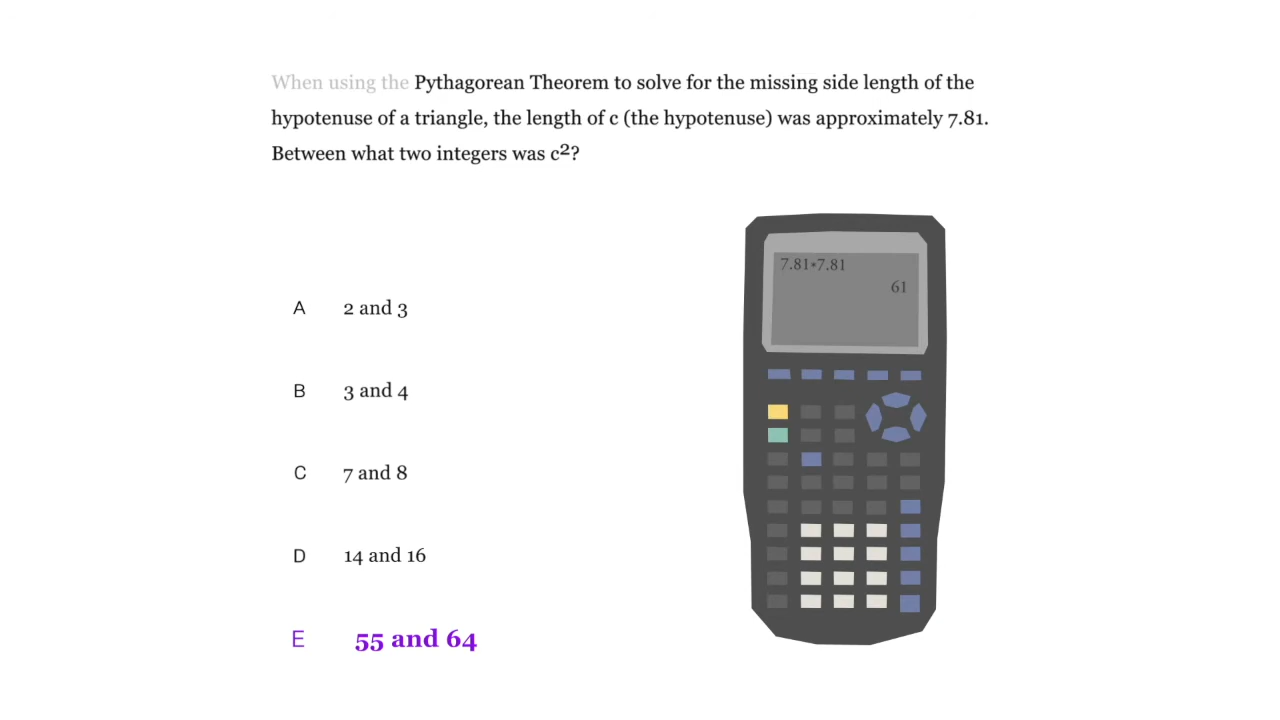 When using the Pythagorean Theorem to solve for the missing side length of the
hypotenuse of a triangle, the length of c (the hypotenuse) was approximately 7.81.
Between what two integers was c²?
7.81*7.81
61
A 2 and 3
B 3 and 4
C 7 and 8
D 14 and 16
E 55 and 64